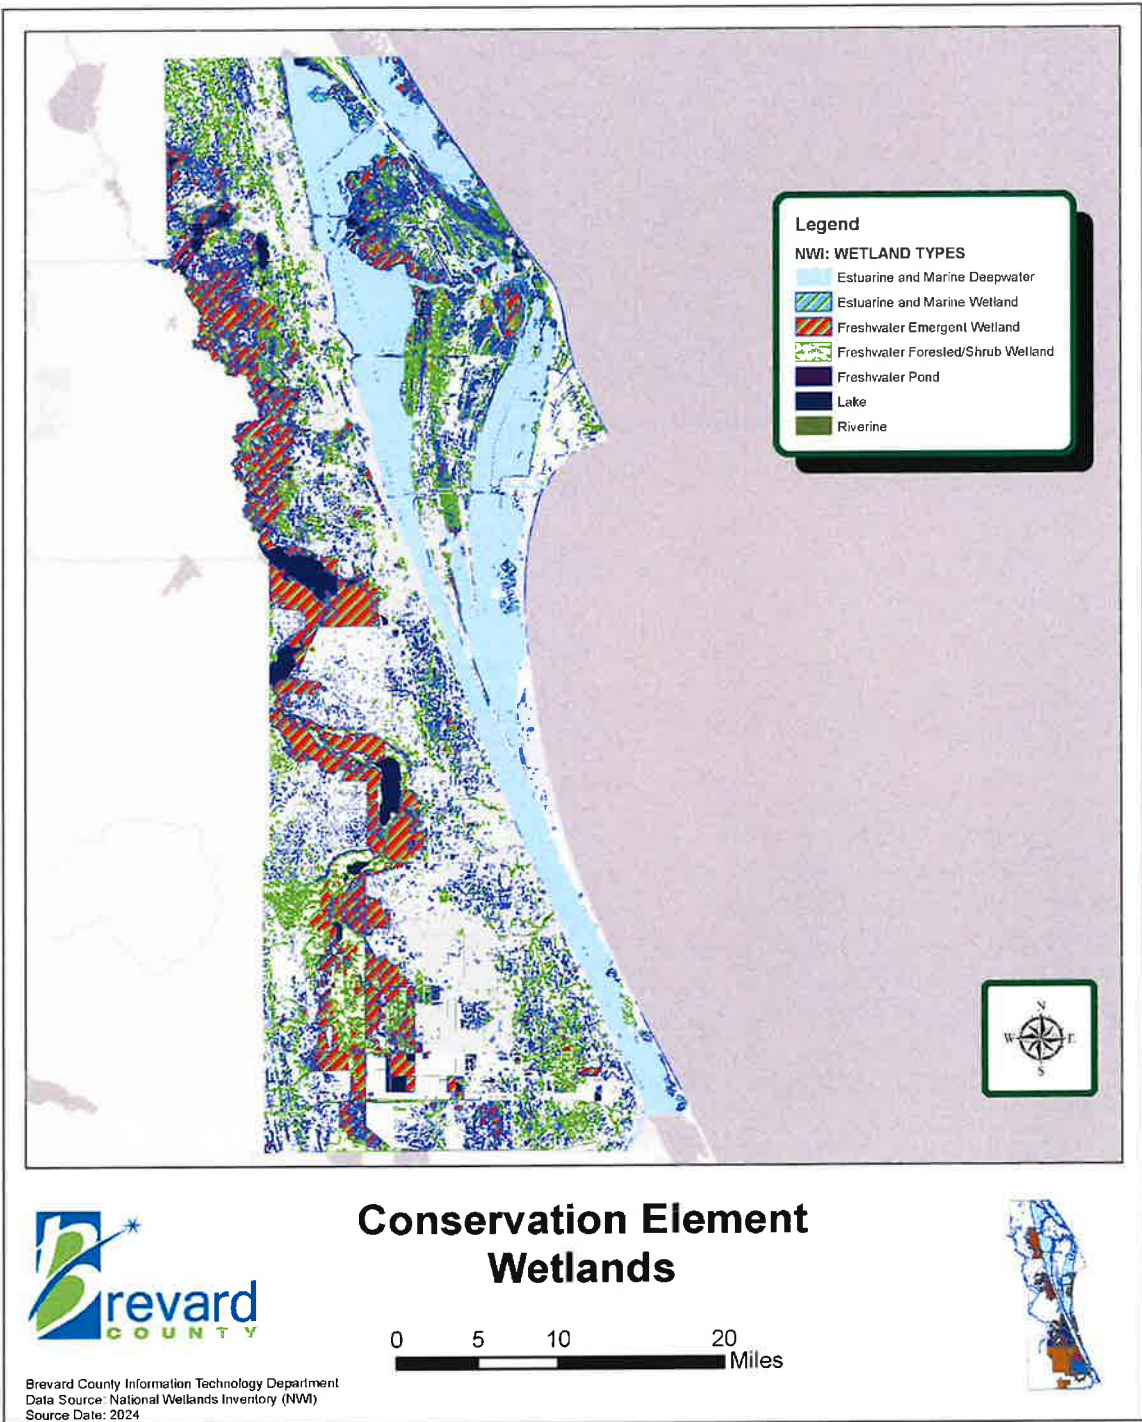 Legend
NWI: WETLAND TYPES
Estuarine and Marine Deepwater
Estuarine and Marine Wetland
Freshwater Emergent Wetland
Freshwater Forested/Shrub Wetland
Freshwater Pond
Lake
Riverine
N
W E
S
Conservation Element
Wetlands
Brevard
COUNTY
0 5 10 20
Miles
Brevard County Information Technology Department
Data Source: National Wetlands Inventory (NWI)
Source Date: 2024